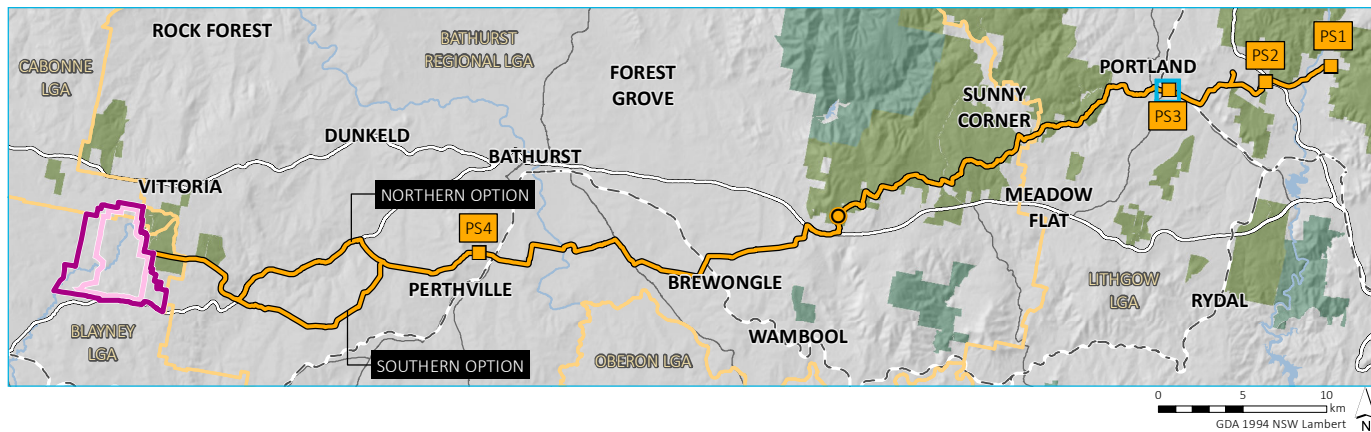 ROCK FOREST
BATHURST
REGIONAL LGA
PS1
PS2
CABONNE
LGA
FOREST
GROVE
PORTLAND
SUNNY
CORNER
PS3
DUNKELD
BATHURST
VITTORIA
NORTHERN OPTION
MEADOW
FLAT
PS4
PERTHVILLE
BREWONGLE
LITHGOW
LGA
RYDAL
BLAYNEY
LGA
WAMBOOL
SOUTHERN OPTION
OBERON LGA
0 5 10
km
GDA 1994 NSW Lambert
N